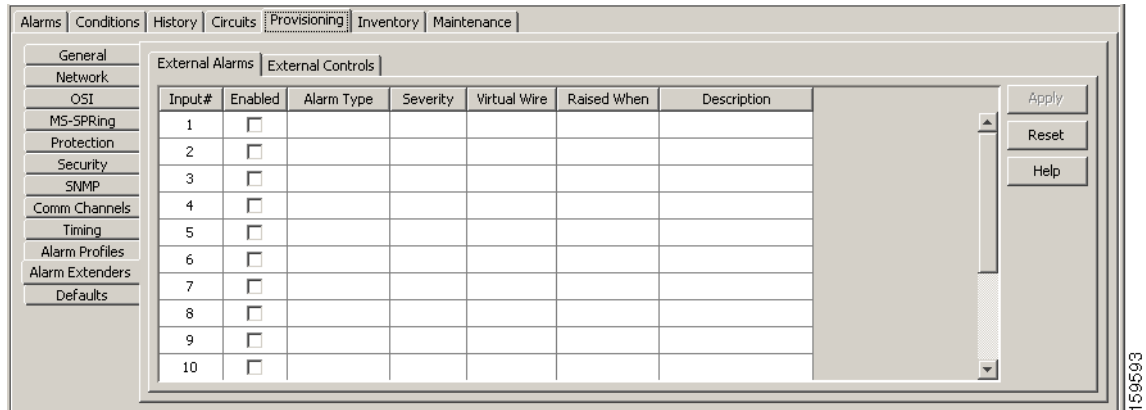 Alarms Conditions History Circuits Provisioning Inventory Maintenance
General
Network
OSI
MS-SPRing
Protection
Security
SNMP
Comm Channels
Timing
Alarm Profiles
Alarm Extenders
Defaults
External Alarms External Controls
Input# Enabled Alarm Type Severity Virtual Wire Raised When Description
1
2
3
4
5
6
7
8
9
10
Apply
Reset
Help
159593